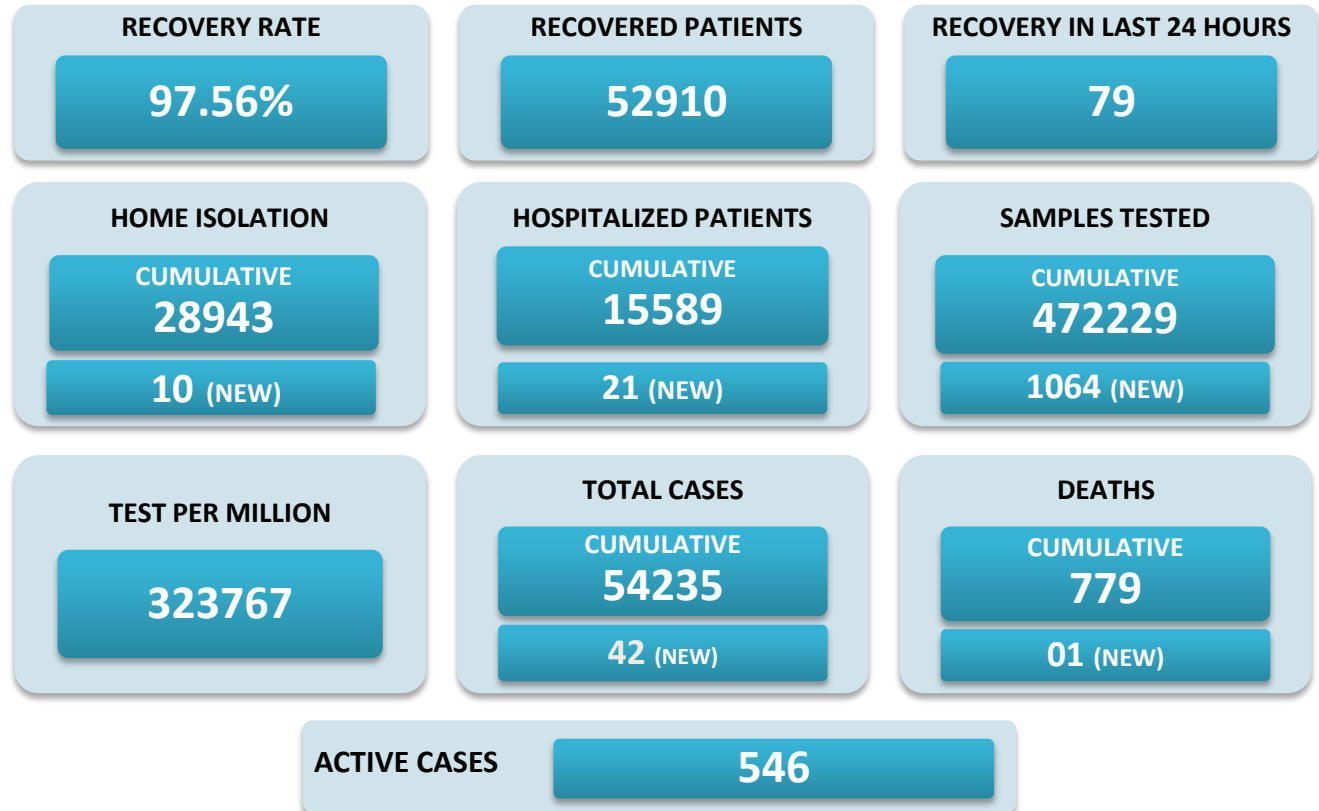 RECOVERY RATE
97.56%
RECOVERED PATIENTS
52910
RECOVERY IN LAST 24 HOURS
79
HOME ISOLATION
CUMULATIVE
28943
10 (NEW)
HOSPITALIZED PATIENTS
CUMULATIVE
15589
21 (NEW)
SAMPLES TESTED
CUMULATIVE
472229
1064 (NEW)
TEST PER MILLION
323767
TOTAL CASES
CUMULATIVE
54235
42 (NEW)
DEATHS
CUMULATIVE
779
01 (NEW)
ACTIVE CASES
546